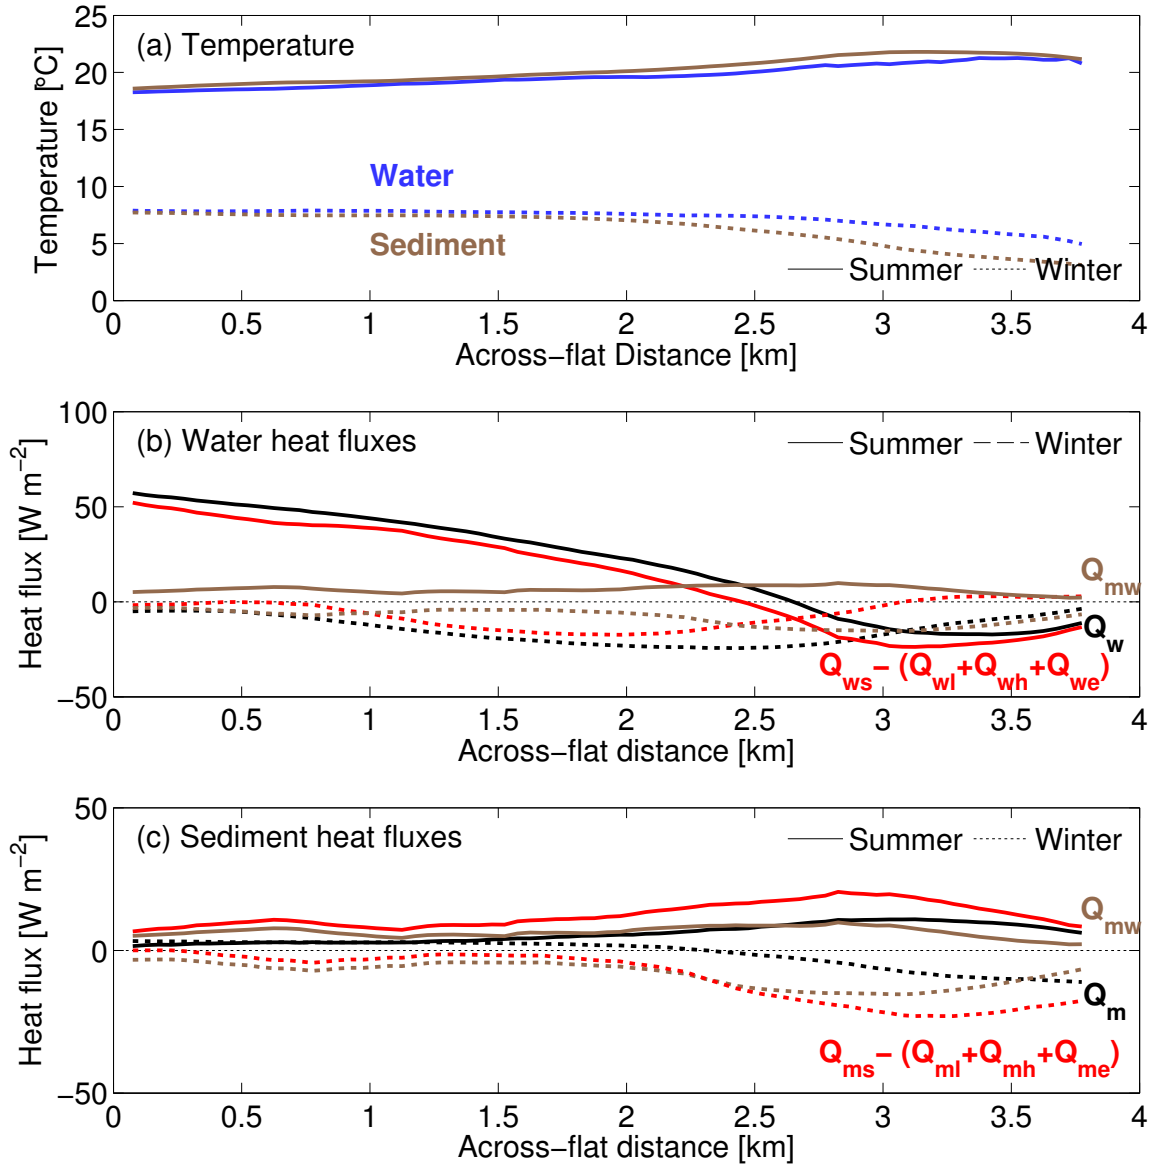 (a) Temperature
25
20
15
10
5
0
Temperature [°C]
Water
Sediment
Summer
Winter
0 0.5 1 1.5 2 2.5 3 3.5 4
Across−flat Distance [km]
(b) Water heat fluxes
Summer
Winter
100
50
0
−50
Heat flux [W m−2]
Qmw
Qw
Qws− (Qwl+Qwh+Qwe)
0 0.5 1 1.5 2 2.5 3 3.5 4
Across−flat distance [km]
(c) Sediment heat fluxes
Summer
Winter
50
0
−50
Heat flux [W m−2]
Qmw
Qm
Qms− (Qml+Qmh+Qme)
0 0.5 1 1.5 2 2.5 3 3.5 4
Across−flat distance [km]